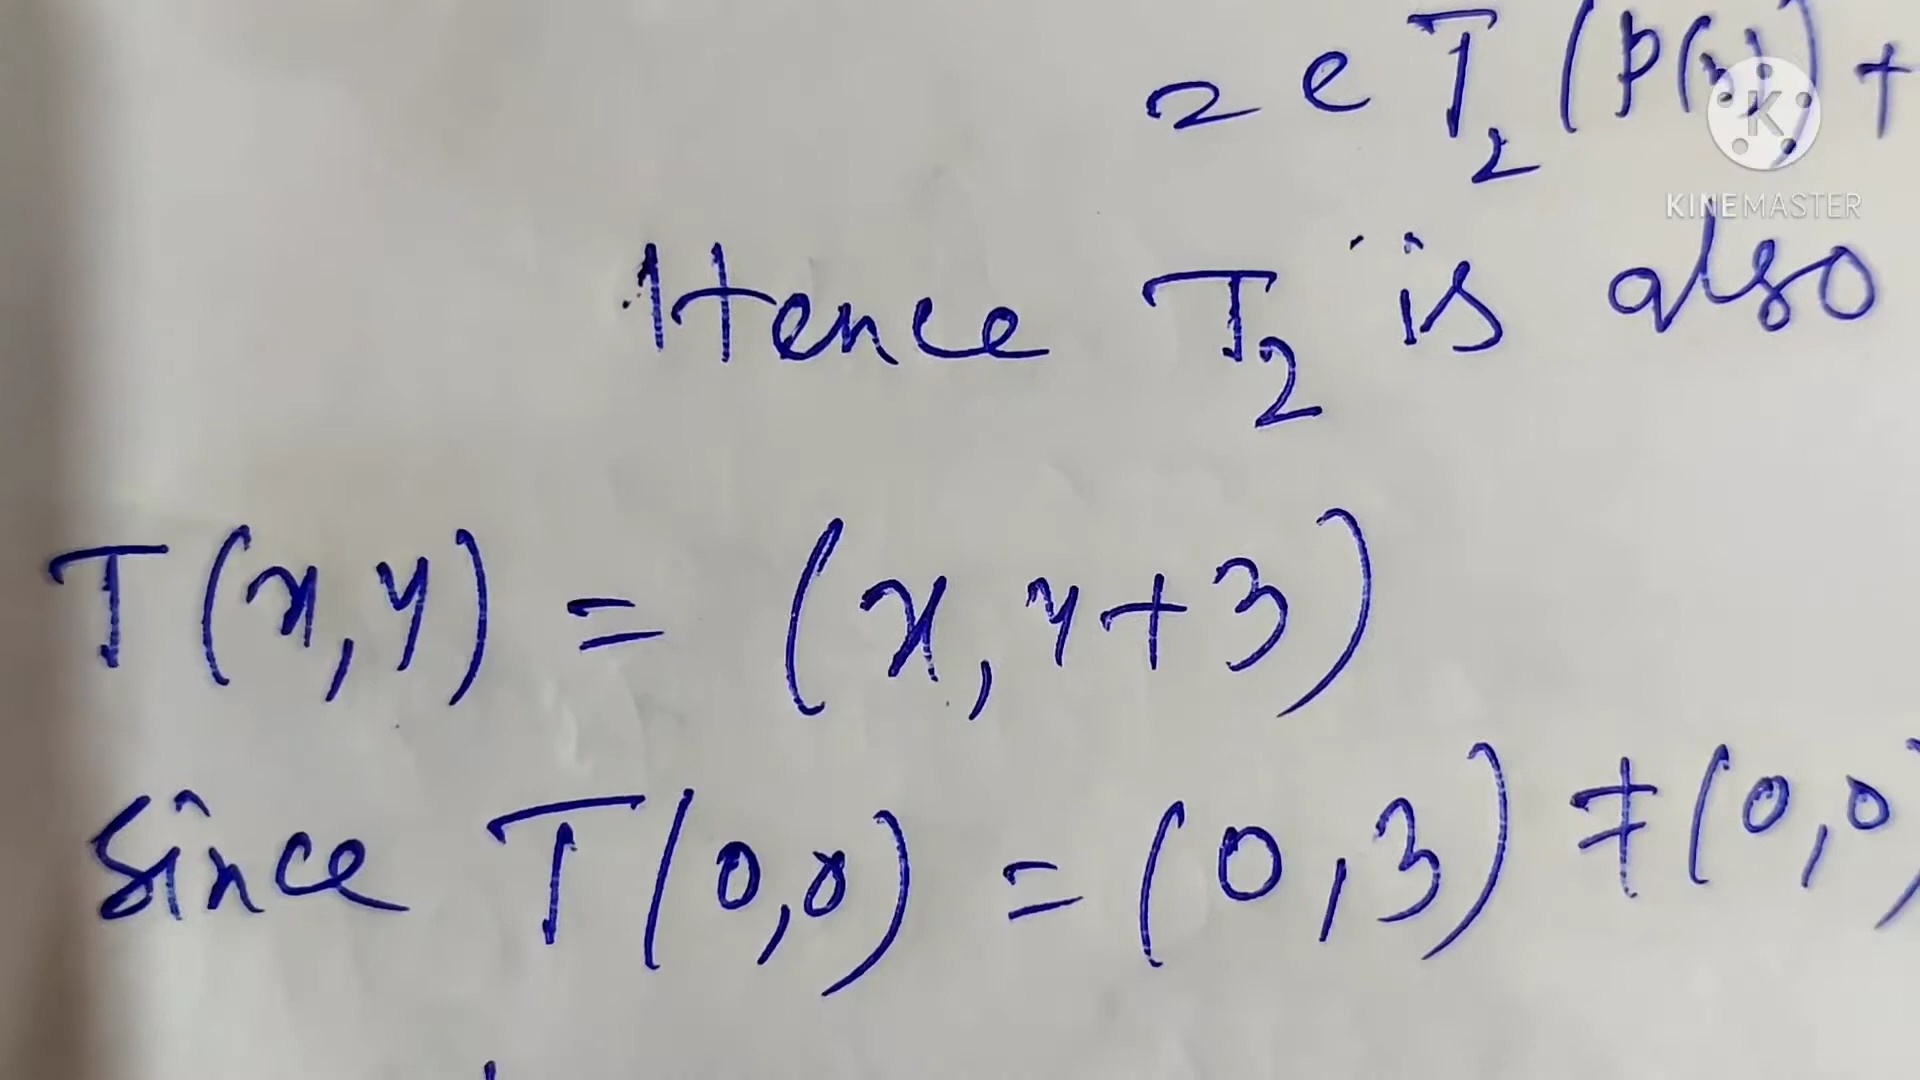 = c T₂ (p(x)) +
K
KINEMASTER
Hence T₂ is also
T(x,y) = (x, y+3)
Since T(0,0) = (0,3) ≠ (0,0)